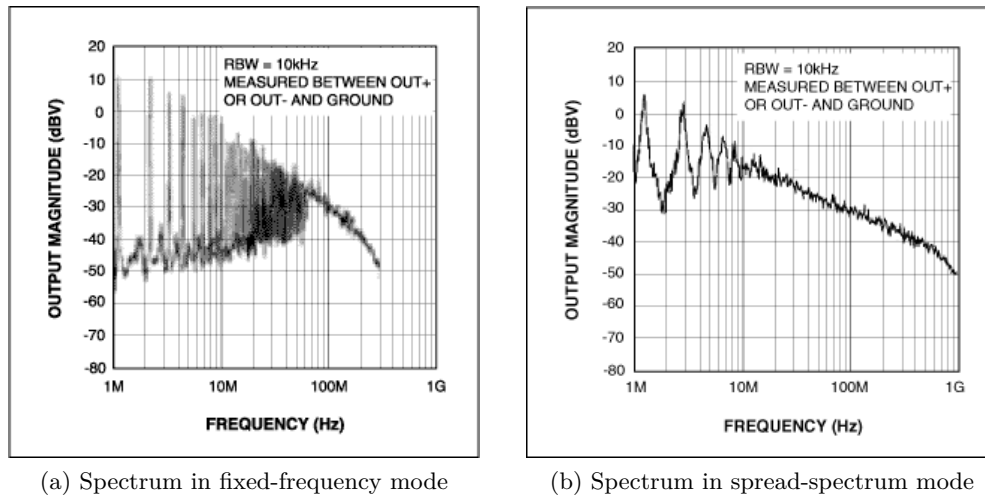 20
10
0
-10
-20
-30
-40
-50
-60
-70
-80
OUTPUT MAGNITUDE (dBV)
RBW = 10kHz
MEASURED BETWEEN OUT+
OR OUT- AND GROUND
1M 10M 100M 1G
FREQUENCY (Hz)
(a) Spectrum in fixed-frequency mode
20
10
0
-10
-20
-30
-40
-50
-60
-70
-80
OUTPUT MAGNITUDE (dBV)
RBW = 10kHz
MEASURED BETWEEN OUT+
OR OUT- AND GROUND
1M 10M 100M 1G
FREQUENCY (Hz)
(b) Spectrum in spread-spectrum mode